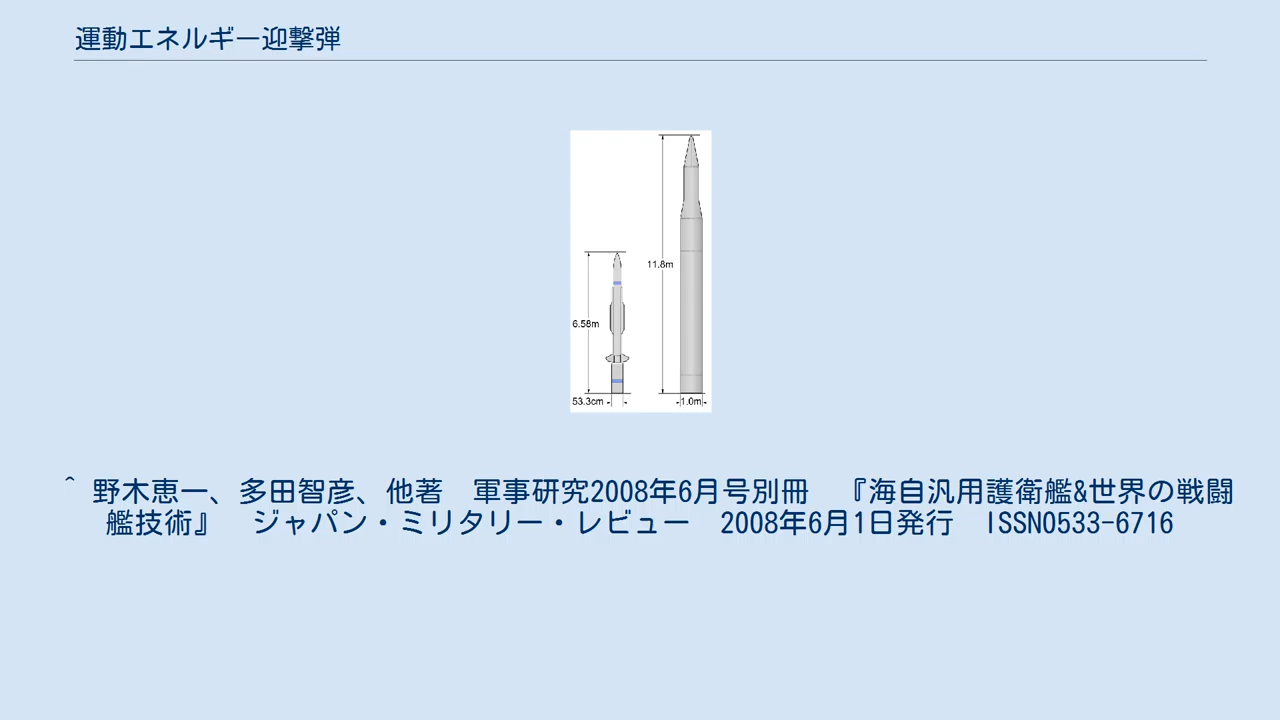 運動エネルギー迎撃弾
11.8m
6.58m
53.3cm
1.0m
^ 野木恵一、多田智彦、他著　軍事研究2008年6月号別冊　『海自汎用護衛艦&世界の戦闘
艦技術』　ジャパン・ミリタリー・レビュー　2008年6月1日発行　ISSN0533-6716